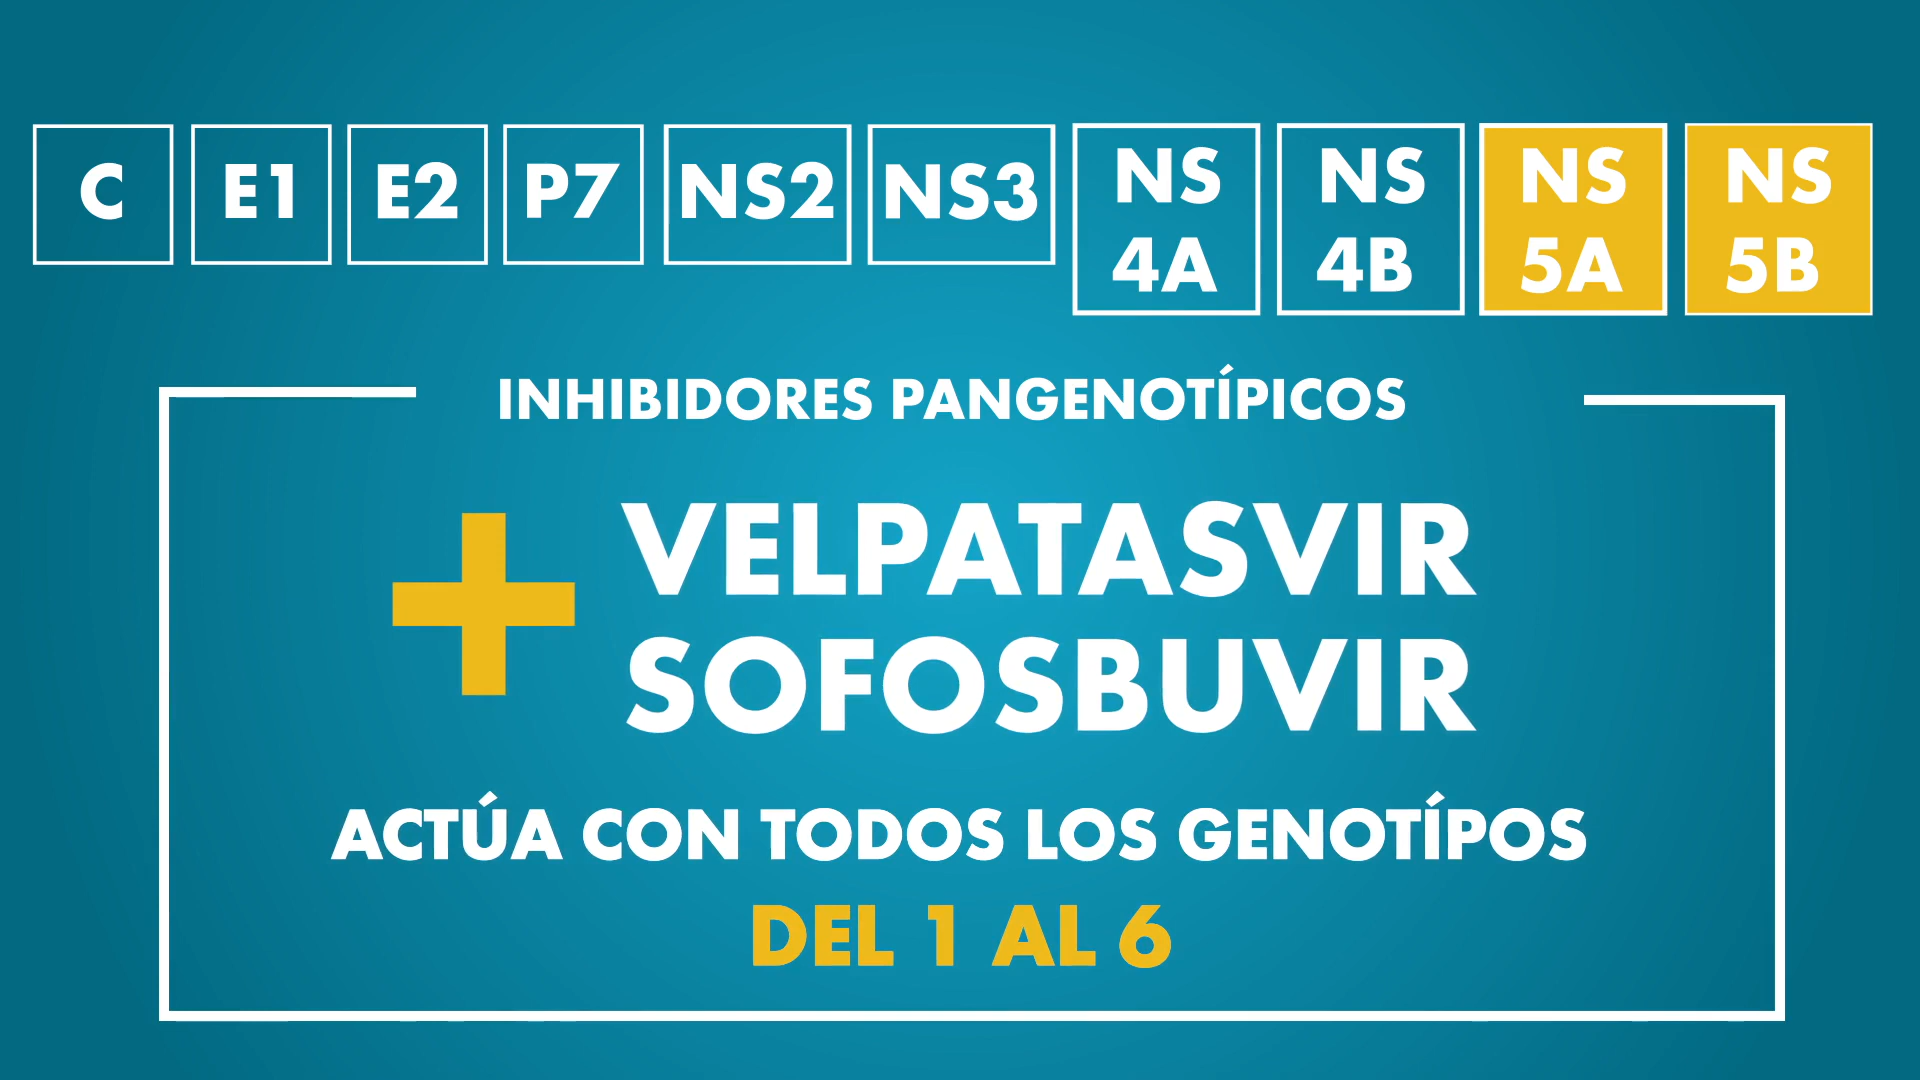 C E1 E2 P7 NS2 NS3 NS 4A NS 4B NS 5A NS 5B
INHIBIDORES PANGENOTÍPICOS
+ VELPATASVIR
SOFOSBUVIR
ACTÚA CON TODOS LOS GENOTÍPOS
DEL 1 AL 6